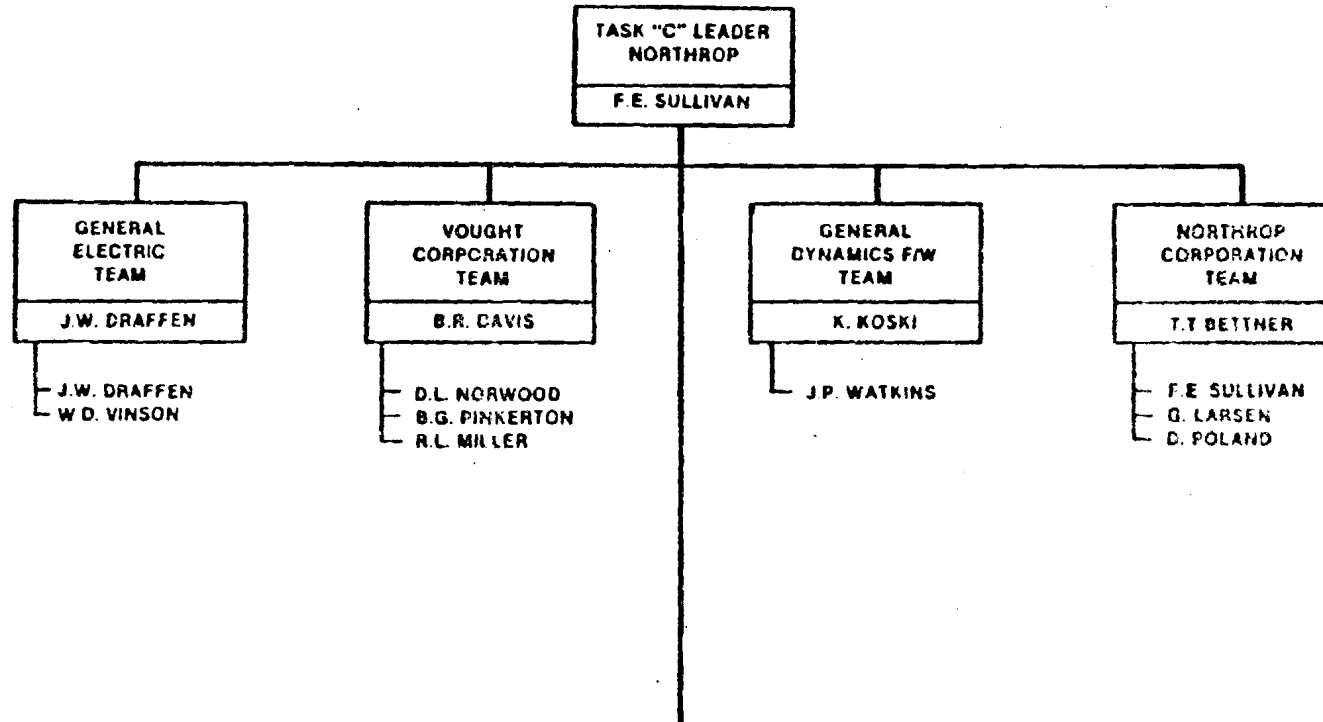 TASK "C" LEADER
NORTHROP
F.E. SULLIVAN
GENERAL
ELECTRIC
TEAM
J.W. DRAFFEN
J.W. DRAFFEN
W D. VINSON
VOUGHT
CORPORATION
TEAM
B.R. DAVIS
D.L. NORWOOD
B.G. PINKERTON
R.L. MILLER
GENERAL
DYNAMICS F/W
TEAM
K. KOSKI
J.P. WATKINS
NORTHROP
CORPORATION
TEAM
T.T BETTNER
F.E SULLIVAN
G. LARSEN
D. POLAND